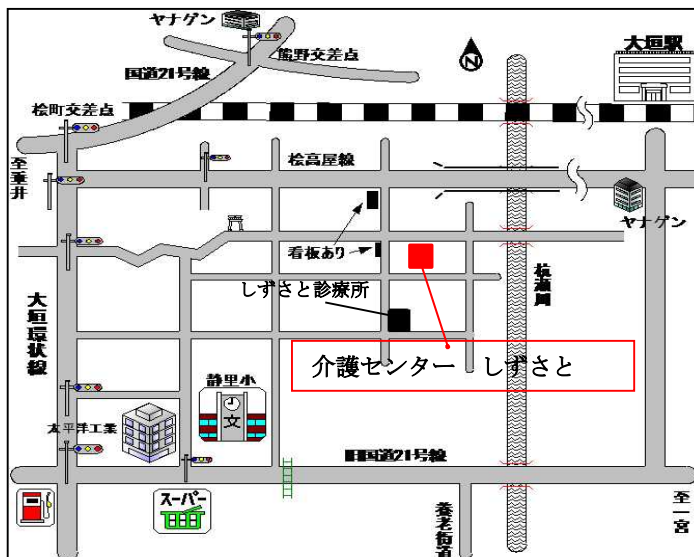 ヤナゲン
熊野交差点
大垣駅
国道21号線
桧町交差点
至垂井
桧高屋線
ヤナゲン
看板あり
杭瀬川
しずさと診療所
大垣環状線
介護センター　しずさと
静里小
文
太平洋工業
旧国道21号線
スーパー
養老街道
至一宮